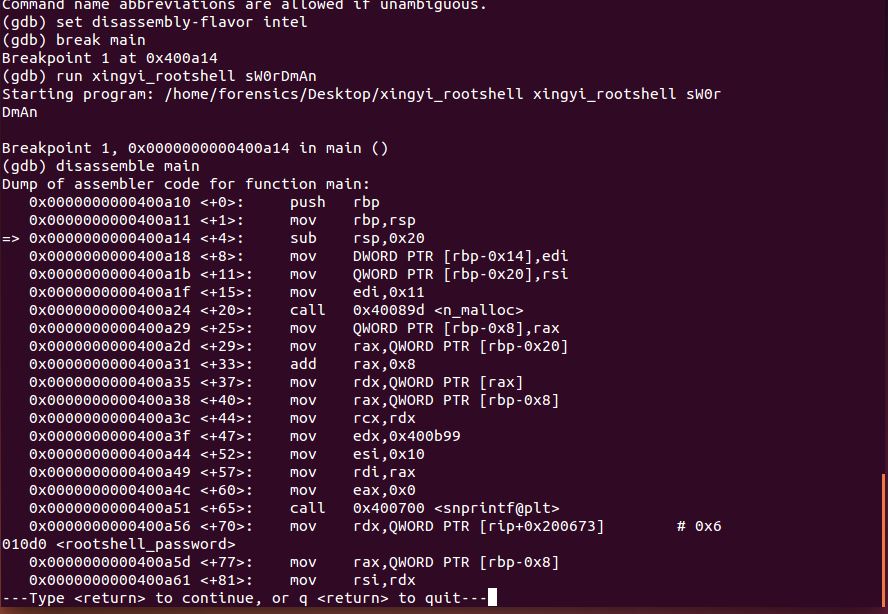 Command name abbreviations are allowed if unambiguous.
(gdb) set disassembly-flavor intel
(gdb) break main
Breakpoint 1 at 0x400a14
(gdb) run xingyi_rootshell sW0rDmAn
Starting program: /home/forensics/Desktop/xingyi_rootshell xingyi_rootshell sW0r
DmAn

Breakpoint 1, 0x0000000000400a14 in main ()
(gdb) disassemble main
Dump of assembler code for function main:
   0x0000000000400a10 <+0>:     push   rbp
   0x0000000000400a11 <+1>:     mov    rbp,rsp
=> 0x0000000000400a14 <+4>:     sub    rsp,0x20
   0x0000000000400a18 <+8>:     mov    DWORD PTR [rbp-0x14],edi
   0x0000000000400a1b <+11>:    mov    QWORD PTR [rbp-0x20],rsi
   0x0000000000400a1f <+15>:    mov    edi,0x11
   0x0000000000400a24 <+20>:    call   0x40089d <n_malloc>
   0x0000000000400a29 <+25>:    mov    QWORD PTR [rbp-0x8],rax
   0x0000000000400a2d <+29>:    mov    rax,QWORD PTR [rbp-0x20]
   0x0000000000400a31 <+33>:    add    rax,0x8
   0x0000000000400a35 <+37>:    mov    rdx,QWORD PTR [rax]
   0x0000000000400a38 <+40>:    mov    rax,QWORD PTR [rbp-0x8]
   0x0000000000400a3c <+44>:    mov    rcx,rdx
   0x0000000000400a3f <+47>:    mov    edx,0x400b99
   0x0000000000400a44 <+52>:    mov    esi,0x10
   0x0000000000400a49 <+57>:    mov    rdi,rax
   0x0000000000400a4c <+60>:    mov    eax,0x0
   0x0000000000400a51 <+65>:    call   0x400700 <snprintf@plt>
   0x0000000000400a56 <+70>:    mov    rdx,QWORD PTR [rip+0x200673]        # 0x6
010d0 <rootshell_password>
   0x0000000000400a5d <+77>:    mov    rax,QWORD PTR [rbp-0x8]
   0x0000000000400a61 <+81>:    mov    rsi,rdx
---Type <return> to continue, or q <return> to quit---